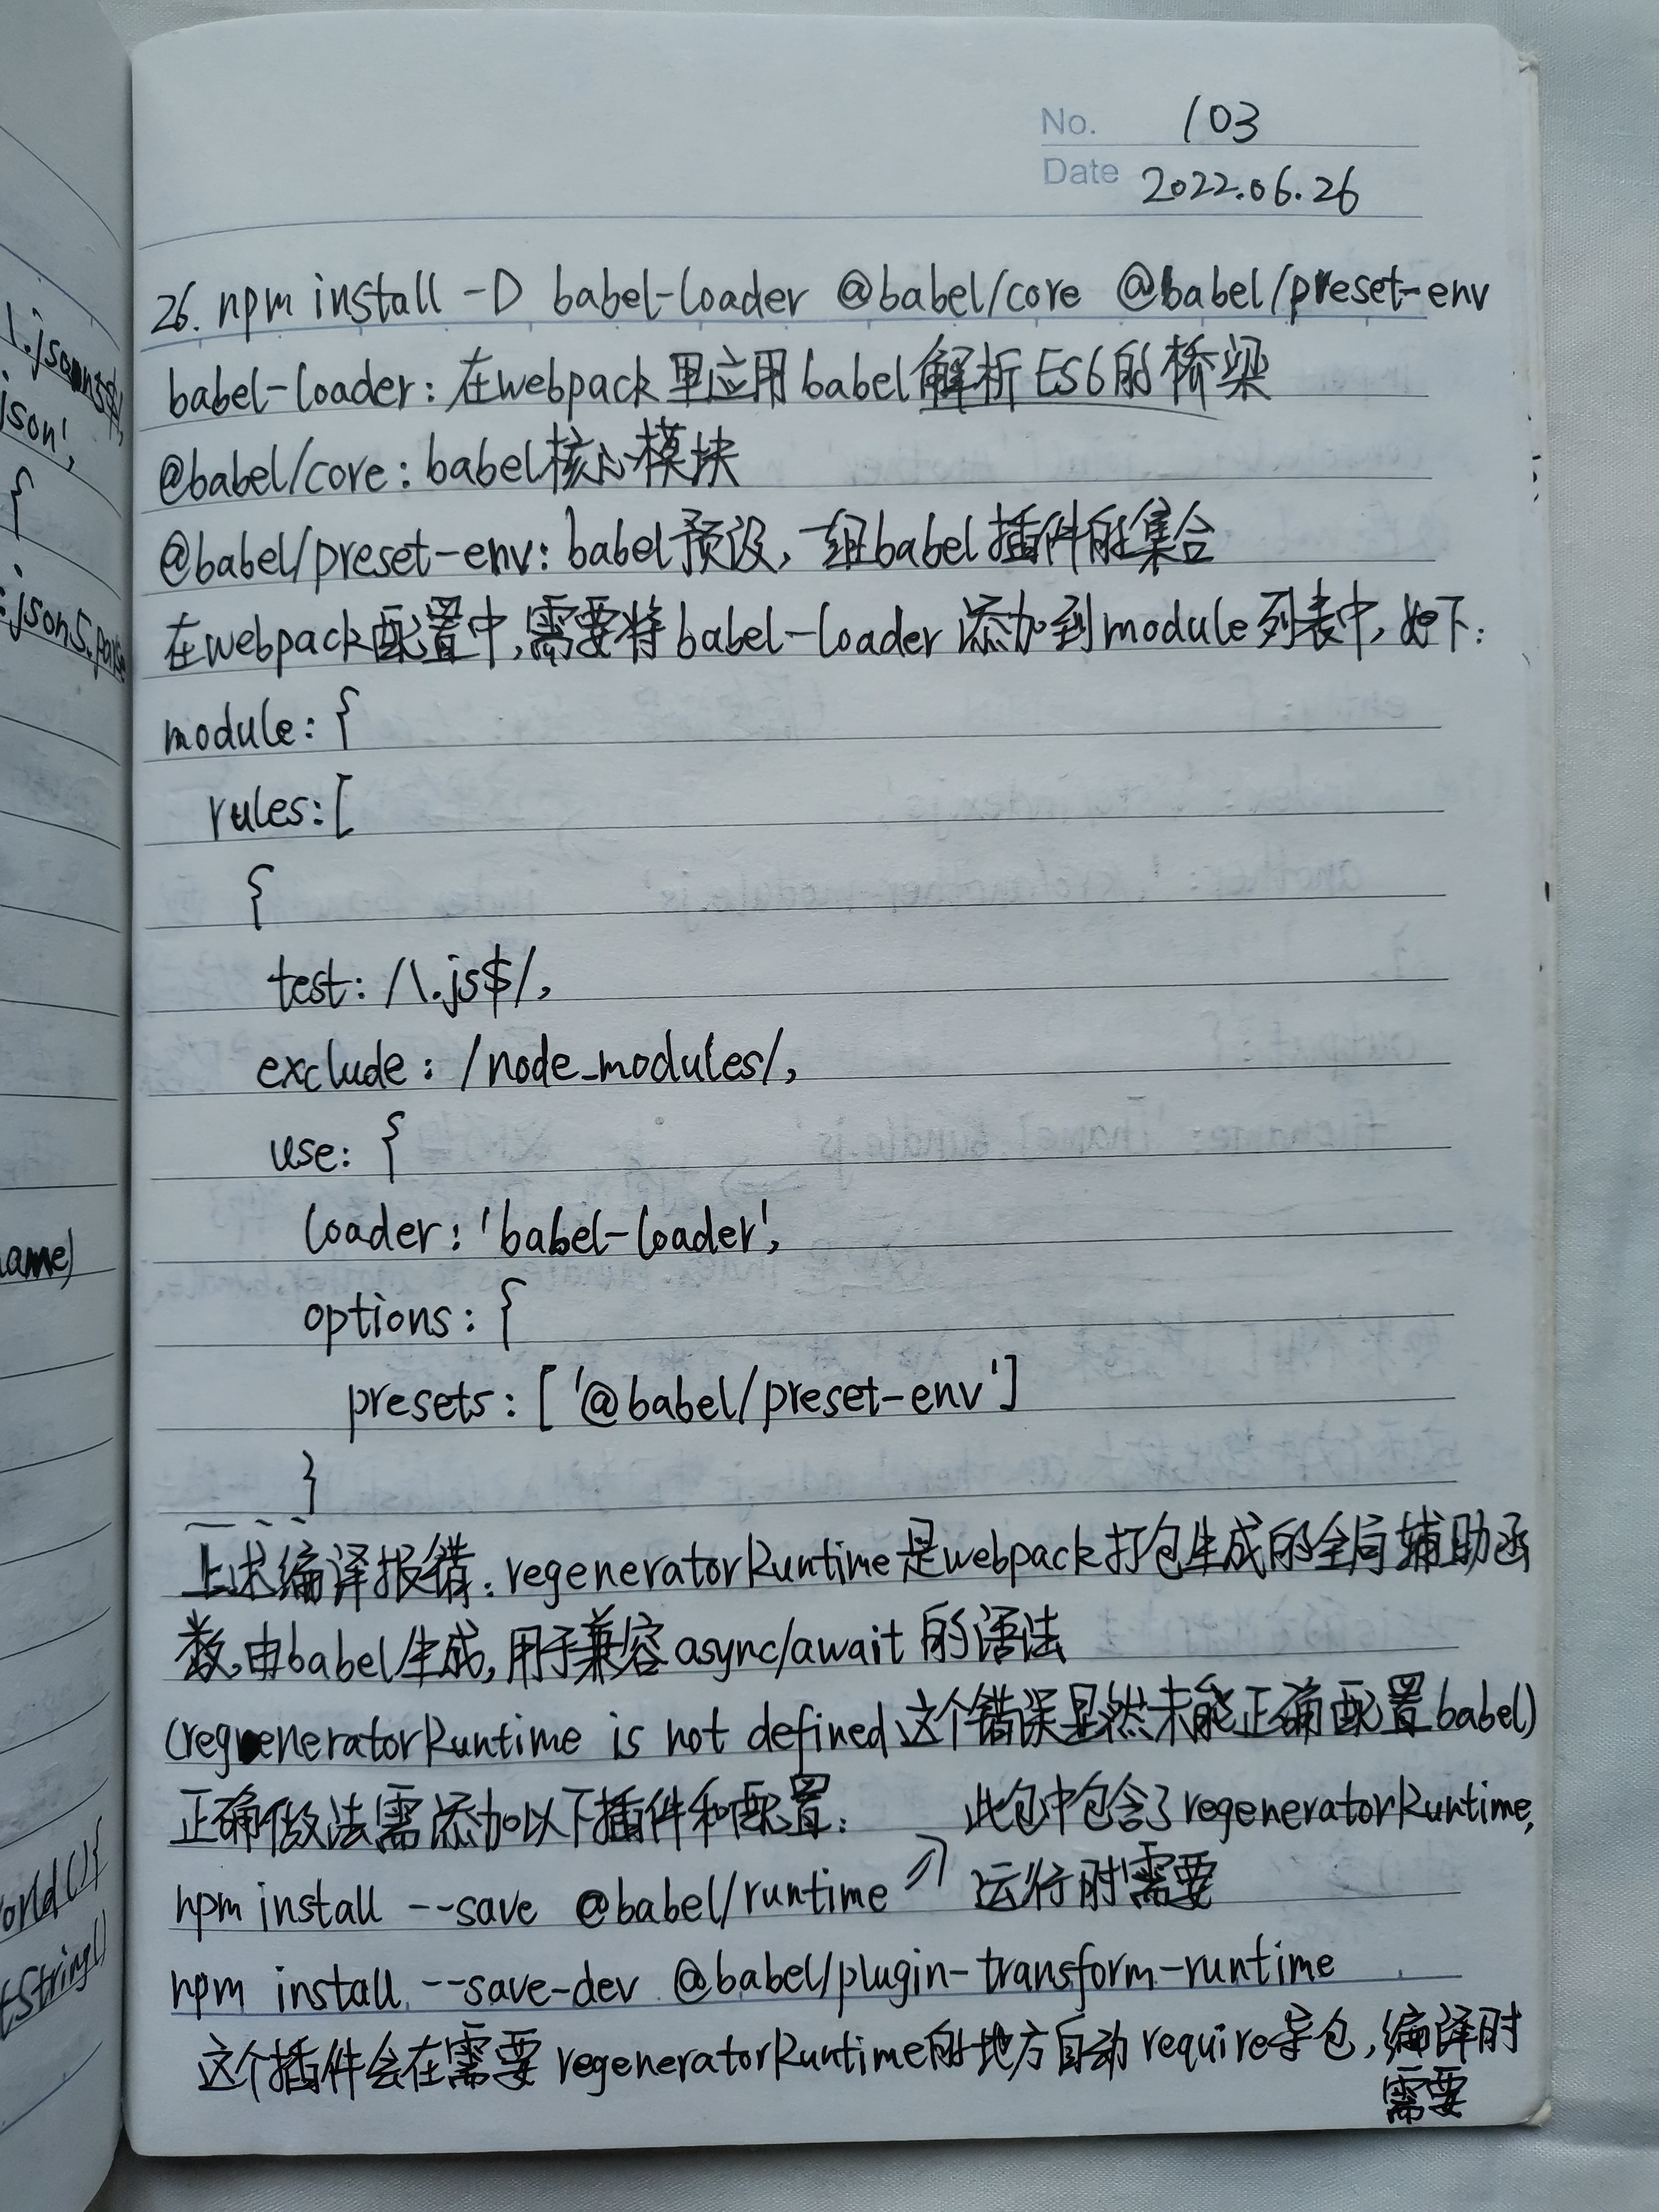 No. 103
Date 2022.06.26
26. npm install -D babel-loader @babel/core @babel/preset-env
babel-loader: 在webpack里应用babel解析ES6的桥梁
@babel/core: babel核心模块
@babel/preset-env: babel预设, 一组babel插件的集合
在webpack配置中,需要将babel-loader添加到module列表中, 如下:
module: {
rules: [
{
test: /\.js$/,
exclude: /node_modules/,
use: {
loader: 'babel-loader',
options: {
presets: ['@babel/preset-env']
}
上述编译报错: regeneratorRuntime是webpack打包生成的全局辅助函
数,由babel生成, 用于兼容async/await的语法
(regeneratorRuntime is not defined这个错误显然未能正确配置babel)
正确做法需添加以下插件和配置:
npm install --save @babel/runtime
此包中包含了regeneratorRuntime,
运行时需要
npm install --save-dev @babel/plugin-transform-runtime
这个插件会在需要regeneratorRuntime的地方自动require导包, 编译时
需要
json',
{
ame)
orld(){